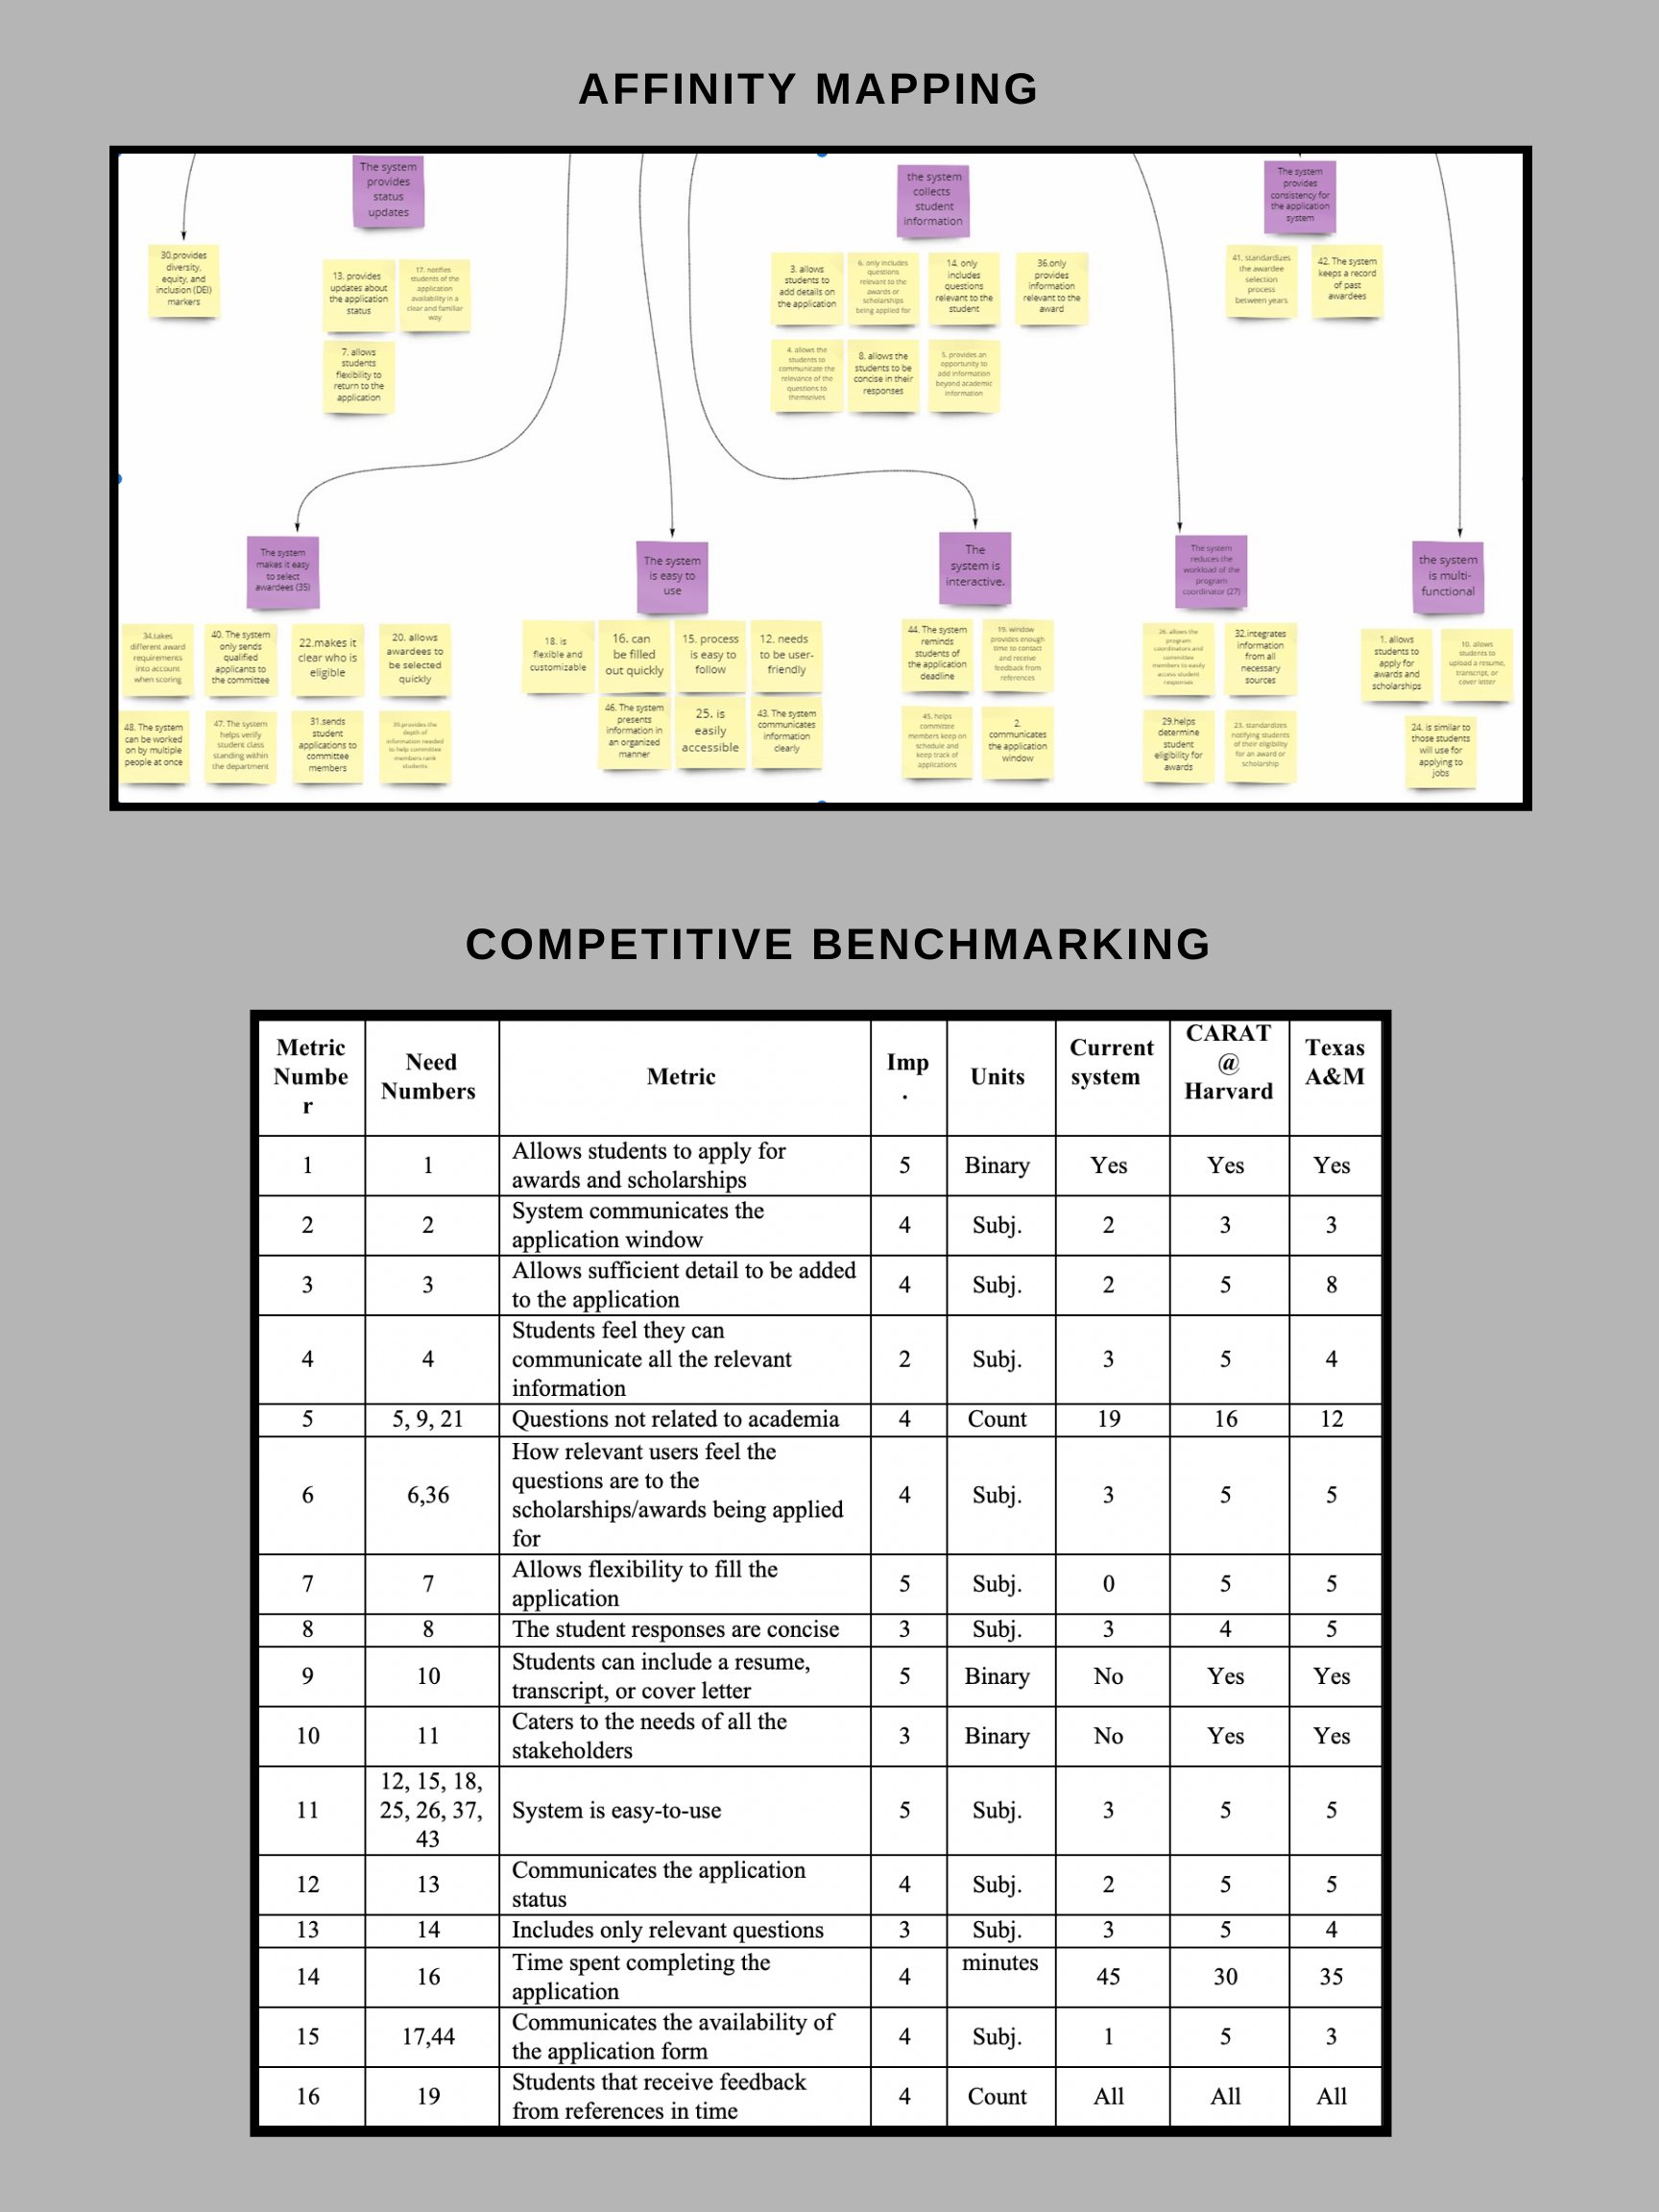 AFFINITY MAPPING
The system
provides
status
updates
the system
collects
student
information
The system
provides
consistency for
the application
system
30.provides
diversity,
equity, and
inclusion (DEI)
markers
13. provides
updates about
the application
status
17. notifies
students of the
application
availability in a
clear and familiar
way
7. allows
students
flexibility to
return to the
application
3. allows
students to
add details on
the application
6. only includes
questions
relevant to the
awards or
scholarships
being applied for
14. only
includes
questions
relevant to the
student
36.only
provides
information
relevant to the
award
4. allows the
students to
communicate the
relevance of the
questions to
themselves
8. allows the
students to be
concise in their
responses
5. provides an
opportunity to
add information
beyond academic
information
41. standardizes
the awardee
selection
process
between years
42. The system
keeps a record
of past
awardees
The system
makes it easy
to select
awardees (35)
The system
is easy to
use
The
system is
interactive.
The system
reduces the
workload of the
program
coordinator (27)
the system
is multi-
functional
34.takes
different award
requirements
into account
when scoring
40. The system
only sends
qualified
applicants to
the committee
22.makes it
clear who is
eligible
20. allows
awardees to
be selected
quickly
48. The system
can be worked
on by multiple
people at once
47. The system
helps verify
student class
standing within
the department
31.sends
student
applications to
committee
members
39.provides the
depth of
information needed
to help committee
members rank
students
18. is
flexible and
customizable
16. can
be filled
out quickly
15. process
is easy to
follow
12. needs
to be user-
friendly
46. The system
presents
information in
an organized
manner
25. is
easily
accessible
43. The system
communicates
information
clearly
44. The system
reminds
students of
the application
deadline
19. window
provides enough
time to contact
and receive
feedback from
references
45. helps
committee
members keep on
schedule and
keep track of
applications
2.
communicates
the application
window
26. allows the
program
coordinators and
committee
members to easily
access student
responses
32.integrates
information
from all
necessary
sources
29.helps
determine
student
eligibility for
awards
23. standardizes
notifying students
of their eligibility
for an award or
scholarship
1. allows
students to
apply for
awards and
scholarships
10. allows
students to
upload a resume,
transcript, or
cover letter
24. is similar to
those students
will use for
applying to
jobs
COMPETITIVE BENCHMARKING
Metric Numbe r Need Numbers Metric Imp . Units Current system CARAT @ Harvard Texas A&M
1 1 Allows students to apply for 5 Binary Yes Yes Yes
awards and scholarships
2 2 System communicates the 4 Subj. 2 3 3
application window
3 3 Allows sufficient detail to be added 4 Subj. 2 5 8
to the application
4 4 Students feel they can 2 Subj. 3 5 4
communicate all the relevant
information
5 5, 9, 21 Questions not related to academia 4 Count 19 16 12
6 6,36 How relevant users feel the 4 Subj. 3 5 5
questions are to the
scholarships/awards being applied
for
7 7 Allows flexibility to fill the 5 Subj. 0 5 5
application
8 8 The student responses are concise 3 Subj. 3 4 5
9 10 Students can include a resume, 5 Binary No Yes Yes
transcript, or cover letter
10 11 Caters to the needs of all the 3 Binary No Yes Yes
stakeholders
11 12, 15, 18, 25, 26, 37, 43 System is easy-to-use 5 Subj. 3 5 5
12 13 Communicates the application 4 Subj. 2 5 5
status
13 14 Includes only relevant questions 3 Subj. 3 5 4
14 16 Time spent completing the 4 minutes 45 30 35
application
15 17,44 Communicates the availability of 4 Subj. 1 5 3
the application form
16 19 Students that receive feedback 4 Count All All All
from references in time